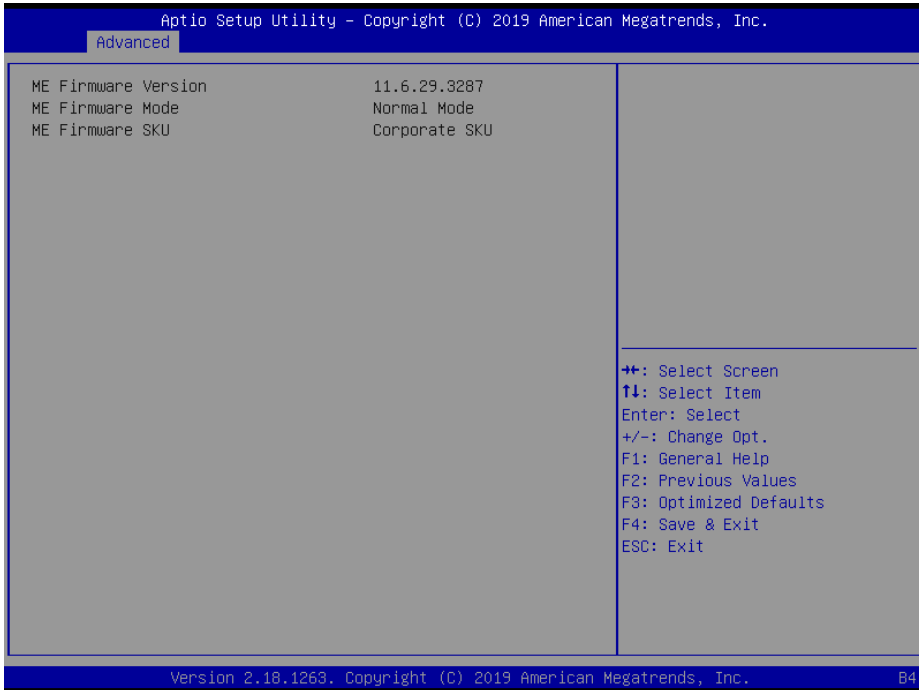 Aptio Setup Utility – Copyright (C) 2019 American Megatrends, Inc.
Advanced
ME Firmware Version 11.6.29.3287
ME Firmware Mode Normal Mode
ME Firmware SKU Corporate SKU
→←: Select Screen
↑↓: Select Item
Enter: Select
+/-: Change Opt.
F1: General Help
F2: Previous Values
F3: Optimized Defaults
F4: Save & Exit
ESC: Exit
Version 2.18.1263. Copyright (C) 2019 American Megatrends, Inc.
B4